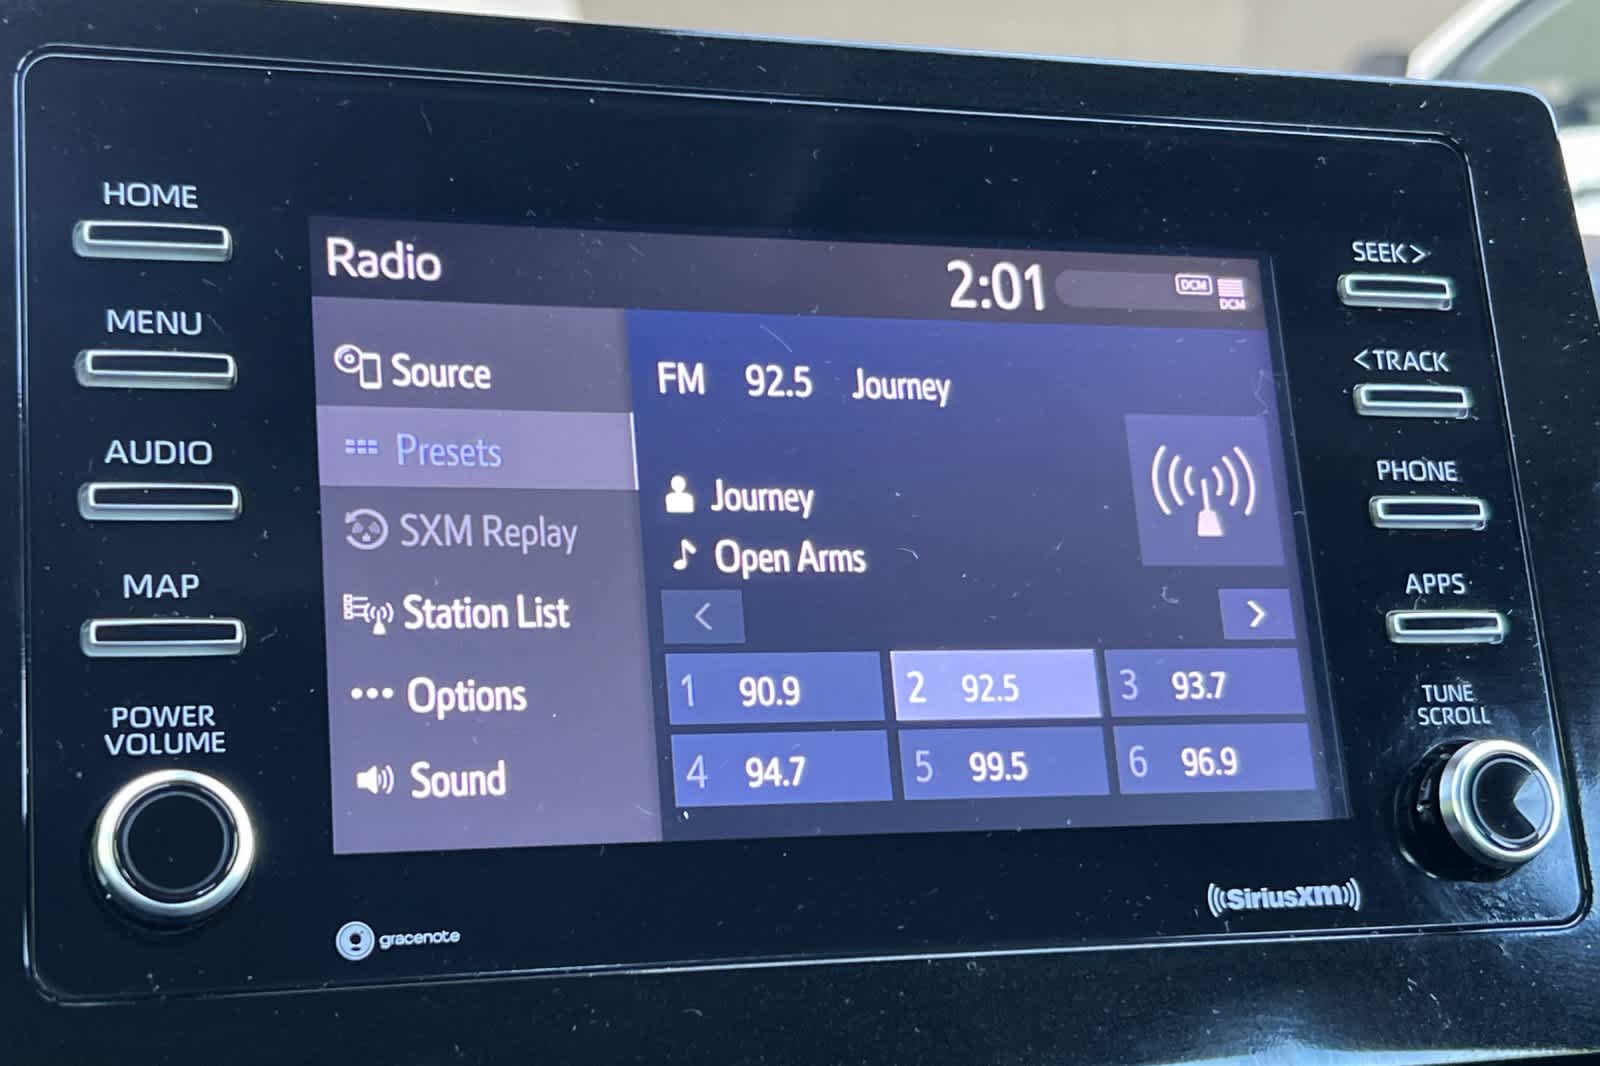 HOME
MENU
AUDIO
MAP
POWER
VOLUME
Radio
2:01
DCM
DCM
Source
Presets
SXM Replay
Station List
Options
Sound
FM 92.5 Journey
Journey
Open Arms
<
>
1 90.9
2 92.5
3 93.7
4 94.7
5 99.5
6 96.9
SEEK >
< TRACK
PHONE
APPS
TUNE
SCROLL
gracenote
((SiriusXM))